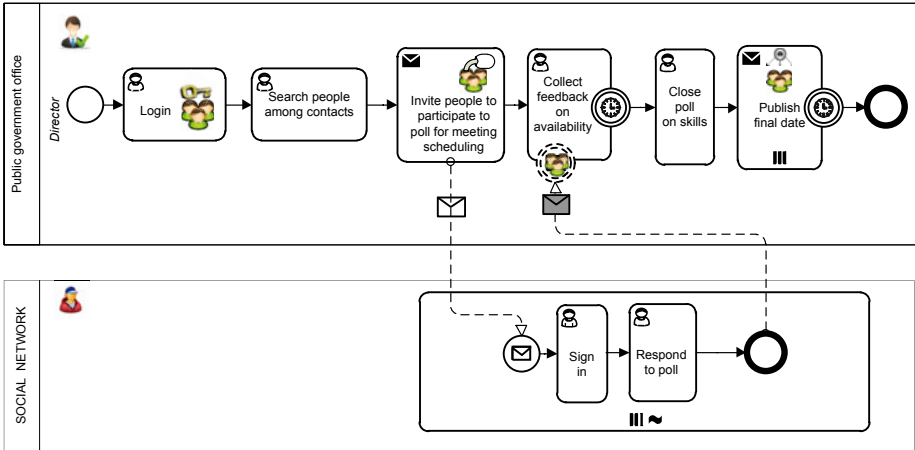 Public government office
Director
Login
Search people
among contacts
Invite people to
participate to
poll for meeting
scheduling
Collect
feedback
on
availability
Close
poll
on skills
Publish
final date
SOCIAL NETWORK
Sign
in
Respond
to poll